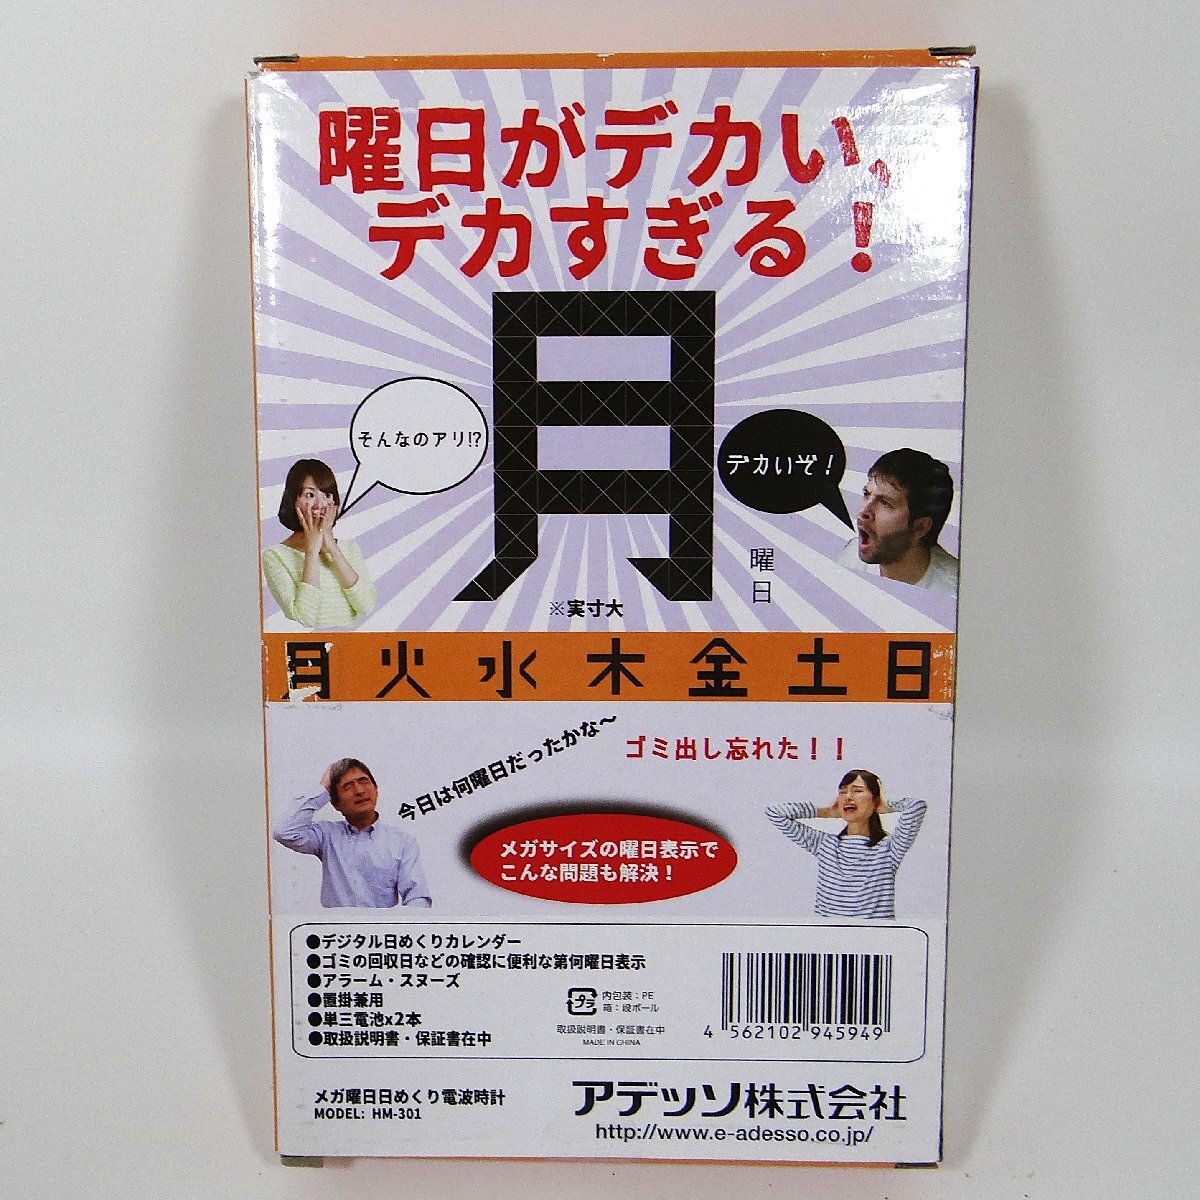 曜日がデカい、
デカすぎる！
月
そんなのアリ!?
デカいぞ！
曜日
※実寸大
月 火 水 木 金 土 日
今日は何曜日だったかな～
ゴミ出し忘れた！！
メガサイズの曜日表示で
こんな問題も解決！
●デジタル日めくりカレンダー
●ゴミの回収日などの確認に便利な第何曜日表示
●アラーム・スヌーズ
●置掛兼用
●単三電池x2本
●取扱説明書・保証書在中
プラ
内包装：PE
箱：段ボール
取扱説明書・保証書在中
MADE IN CHINA
4 562102 945949
メガ曜日日めくり電波時計
MODEL: HM-301
アデッソ株式会社
http://www.e-adesso.co.jp/